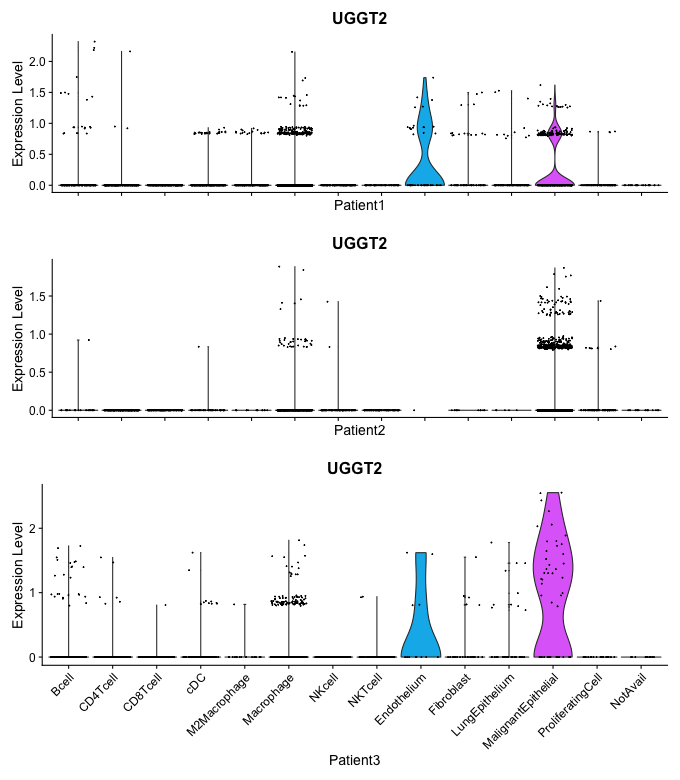 UGGT2
Expression Level
2.0
1.5
1.0
0.5
0.0
Patient1
UGGT2
Expression Level
1.5
1.0
0.5
0.0
Patient2
UGGT2
Expression Level
2
1
0
Bcell
CD4Tcell
CD8Tcell
cDC
M2Macrophage
Macrophage
NKcell
NKTcell
Endothelium
Fibroblast
LungEpithelium
MalignantEpithelial
ProliferatingCell
NotAvail
Patient3